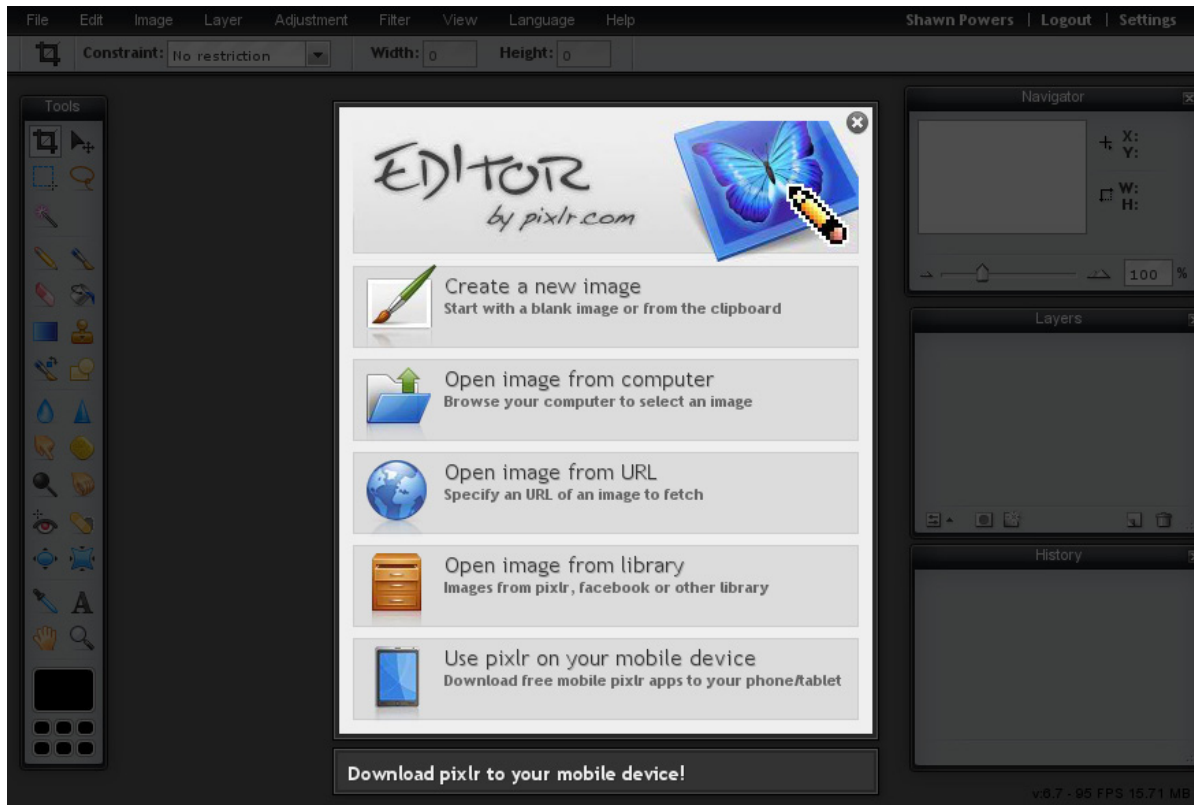 File Edit Image Layer Adjustment Filter View Language Help Shawn Powers | Logout | Settings
Constraint: No restriction Width: 0 Height: 0
Tools
Navigator
X:
Y:
W:
H:
100 %
EDITOR
by pixlr.com
Create a new image
Start with a blank image or from the clipboard
Open image from computer
Browse your computer to select an image
Open image from URL
Specify an URL of an image to fetch
Open image from library
Images from pixlr, facebook or other library
Use pixlr on your mobile device
Download free mobile pixlr apps to your phone/tablet
Layers
History
A
Download pixlr to your mobile device!
v:6.7 - 95 FPS 15.71 MB